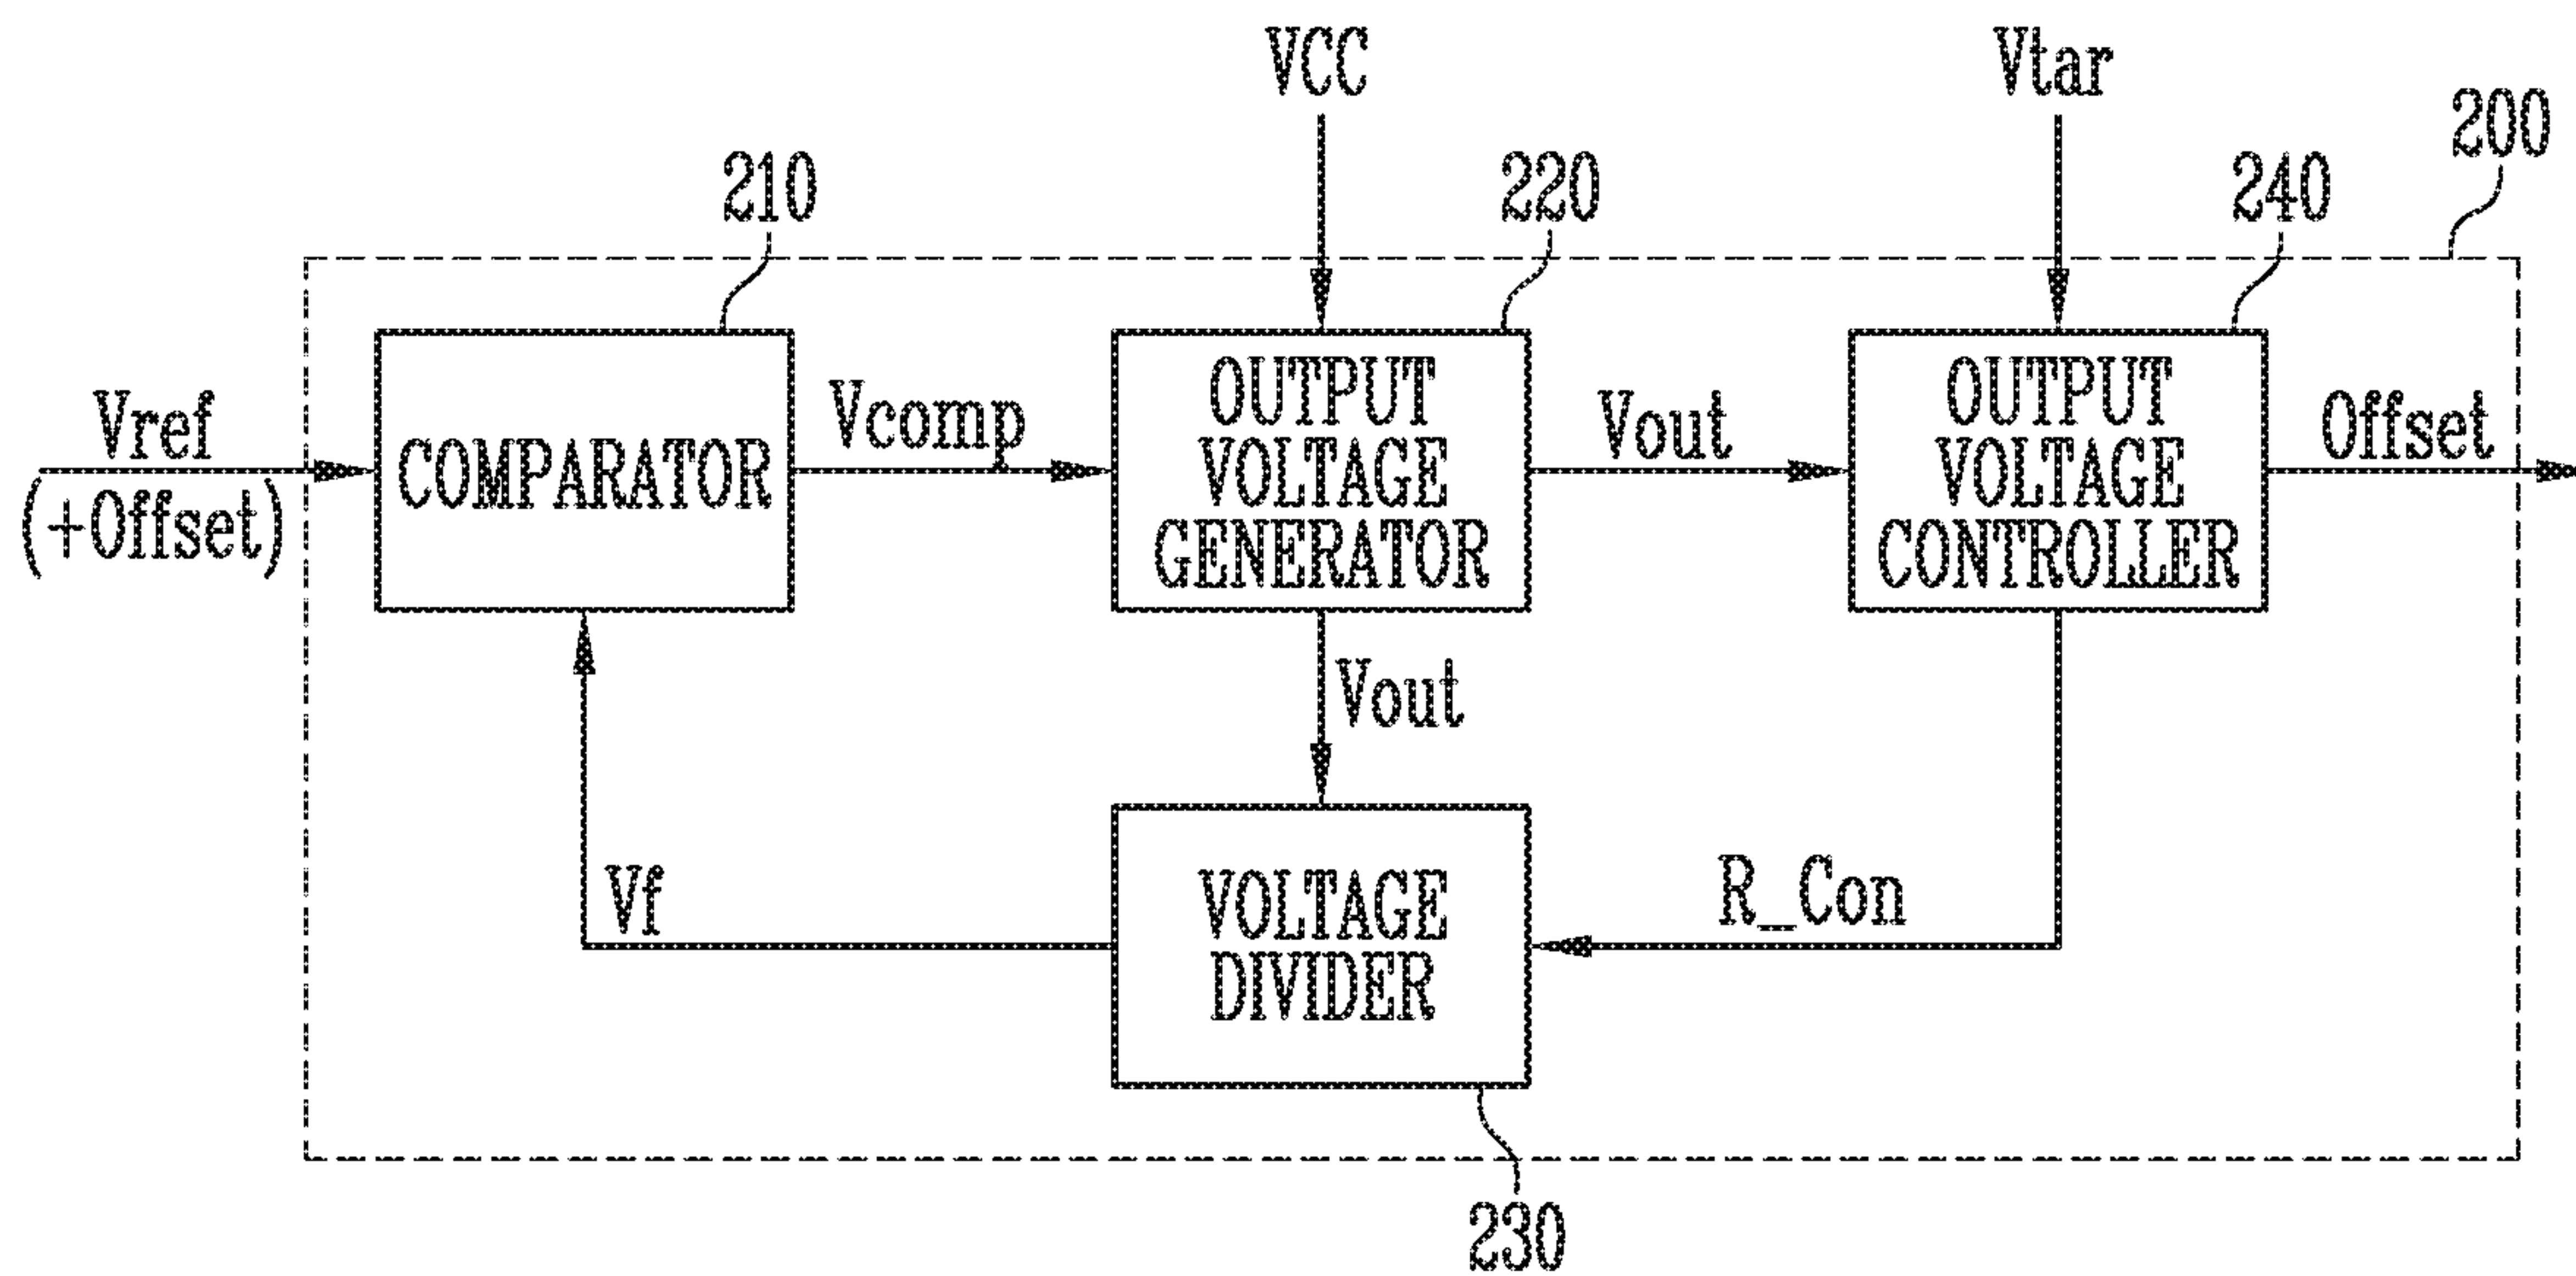 VCC
Vtar
200
210
220
240
Vref
(+Offset)
COMPARATOR
Vcomp
OUTPUT
VOLTAGE
GENERATOR
Vout
OUTPUT
VOLTAGE
CONTROLLER
Offset
Vout
Vf
VOLTAGE
DIVIDER
R_Con
230